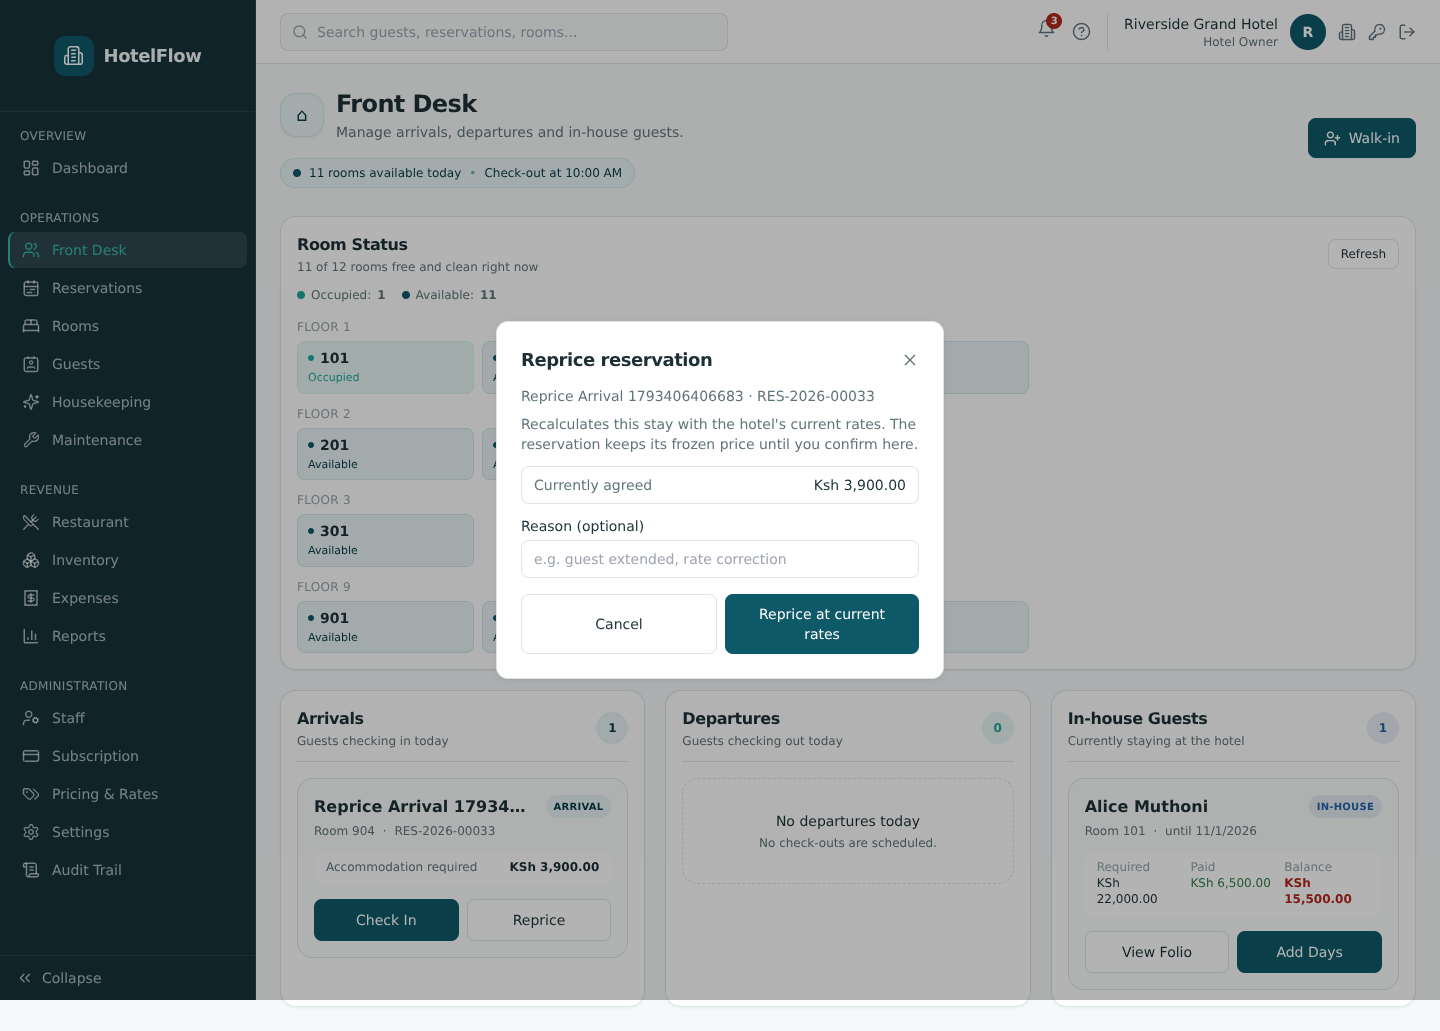 HotelFlow
OVERVIEW
Dashboard
OPERATIONS
Front Desk
Reservations
Rooms
Guests
Housekeeping
Maintenance
REVENUE
Restaurant
Inventory
Expenses
Reports
ADMINISTRATION
Staff
Subscription
Pricing & Rates
Settings
Audit Trail
Collapse
Search guests, reservations, rooms...
3
Riverside Grand Hotel
Hotel Owner
R
Front Desk
Manage arrivals, departures and in-house guests.
11 rooms available today • Check-out at 10:00 AM
Walk-in
Room Status
11 of 12 rooms free and clean right now
Refresh
Occupied: 1 Available: 11
FLOOR 1
101
Occupied
FLOOR 2
201
Available
FLOOR 3
301
Available
FLOOR 9
901
Available
Reprice reservation
Reprice Arrival 1793406406683 · RES-2026-00033
Recalculates this stay with the hotel's current rates. The
reservation keeps its frozen price until you confirm here.
Currently agreed Ksh 3,900.00
Reason (optional)
e.g. guest extended, rate correction
Cancel
Reprice at current
rates
Arrivals
Guests checking in today
1
Reprice Arrival 17934...
ARRIVAL
Room 904 · RES-2026-00033
Accommodation required KSh 3,900.00
Check In
Reprice
Departures
Guests checking out today
0
No departures today
No check-outs are scheduled.
In-house Guests
Currently staying at the hotel
1
Alice Muthoni
IN-HOUSE
Room 101 · until 11/1/2026
Required Paid Balance
KSh KSh 6,500.00 KSh
22,000.00 15,500.00
View Folio
Add Days